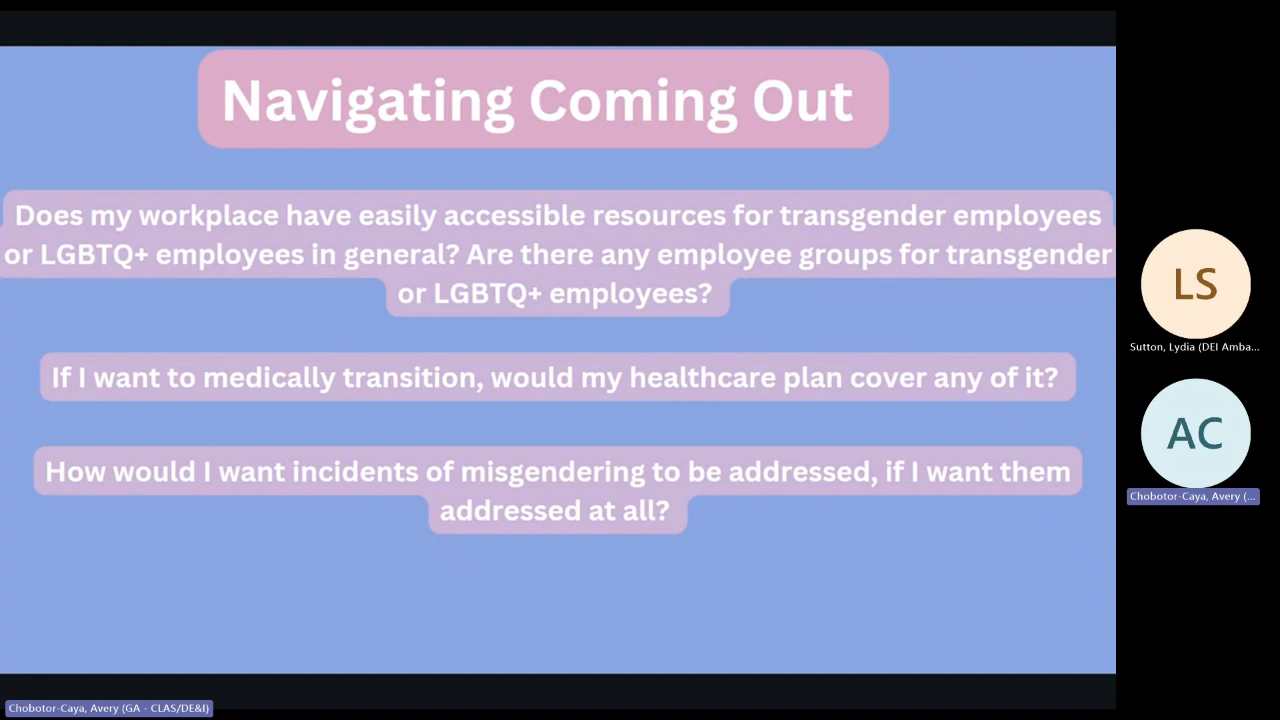 Navigating Coming Out
Does my workplace have easily accessible resources for transgender employees
or LGBTQ+ employees in general? Are there any employee groups for transgender
or LGBTQ+ employees?
If I want to medically transition, would my healthcare plan cover any of it?
How would I want incidents of misgendering to be addressed, if I want them
addressed at all?
LS
Sutton, Lydia (DEI Amba...
AC
Chobotor-Caya, Avery (...
Chobotor-Caya, Avery (GA - CLAS/DE&I)